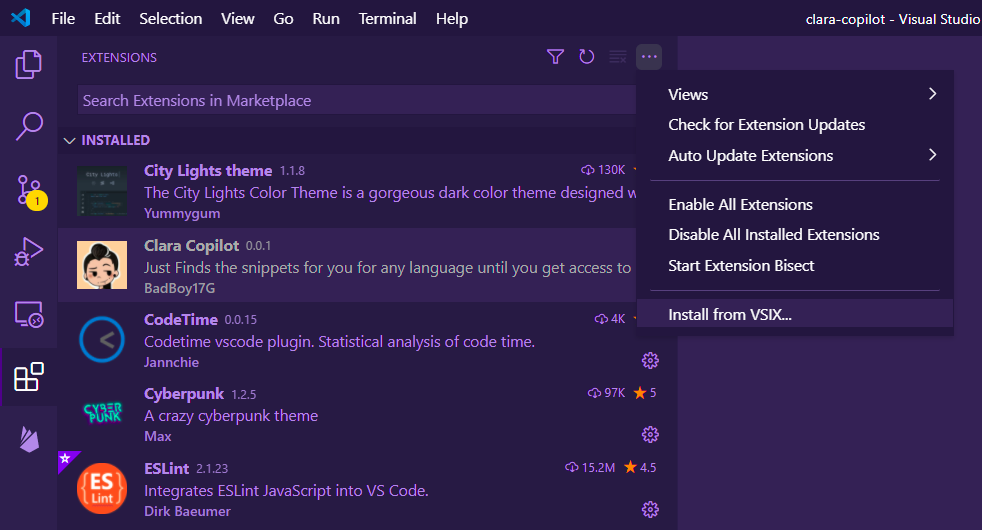 File Edit Selection View Go Run Terminal Help clara-copilot - Visual Studio
EXTENSIONS
Search Extensions in Marketplace
INSTALLED
City Lights theme 1.1.8 130K
The City Lights Color Theme is a gorgeous dark color theme designed w
Yummygum
Clara Copilot 0.0.1
Just Finds the snippets for you for any language until you get access to
BadBoy17G
CodeTime 0.0.15 4K
Codetime vscode plugin. Statistical analysis of code time.
Jannchie
Cyberpunk 1.2.5 97K 5
A crazy cyberpunk theme
Max
ESLint 2.1.23 15.2M 4.5
Integrates ESLint JavaScript into VS Code.
Dirk Baeumer
Views
Check for Extension Updates
Auto Update Extensions
Enable All Extensions
Disable All Installed Extensions
Start Extension Bisect
Install from VSIX...
1
City Lights
CYBER
PUNK
ES
Lint